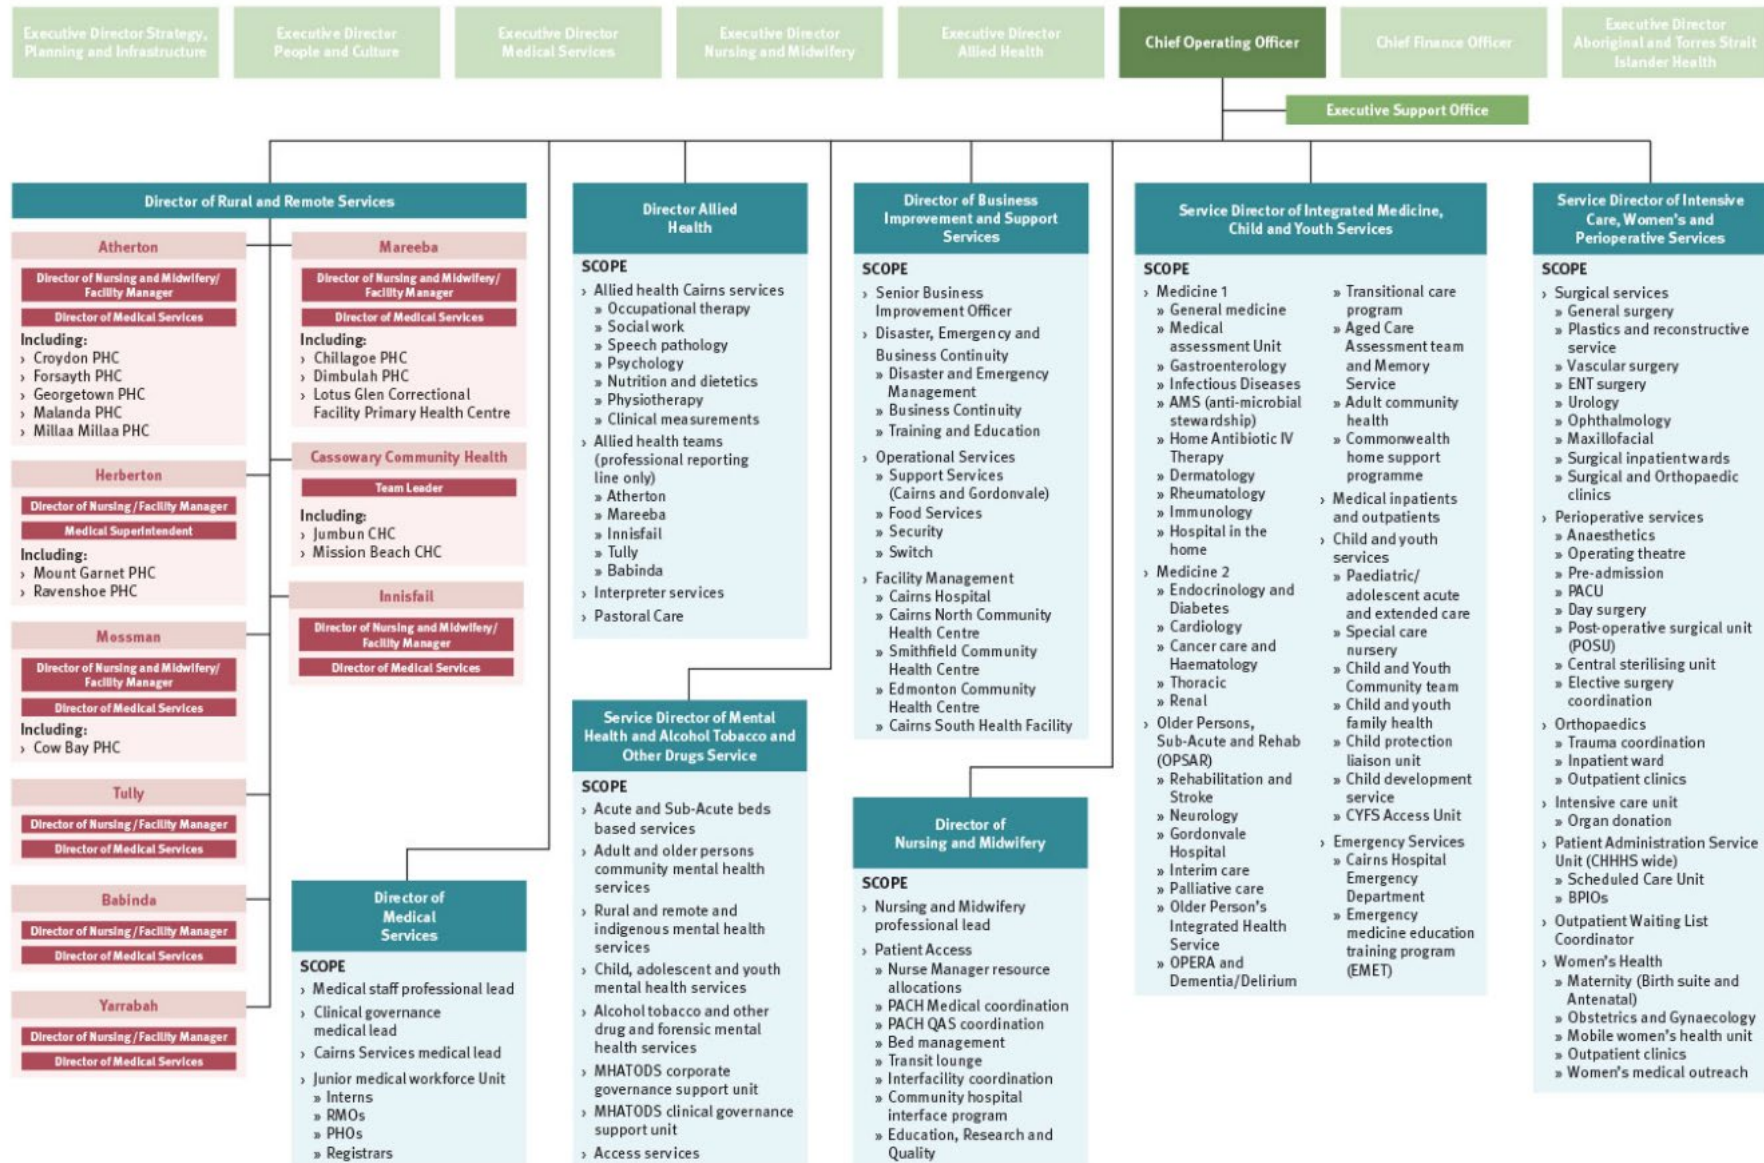 Executive Director Strategy,
Planning and Infrastructure
Executive Director
People and Culture
Executive Director
Medical Services
Executive Director
Nursing and Midwifery
Executive Director
Allied Health
Chief Operating Officer
Chief Finance Officer
Executive Director
Aboriginal and Torres Strait
Islander Health
Executive Support Office
Director of Rural and Remote Services
Atherton
Director of Nursing and Midwifery/
Facility Manager
Director of Medical Services
Including:
› Croydon PHC
› Forsayth PHC
› Georgetown PHC
› Malanda PHC
› Millaa Millaa PHC
Herberton
Director of Nursing / Facility Manager
Medical Superintendent
Including:
› Mount Garnet PHC
› Ravenshoe PHC
Mossman
Director of Nursing and Midwifery/
Facility Manager
Director of Medical Services
Including:
› Cow Bay PHC
Tully
Director of Nursing / Facility Manager
Director of Medical Services
Babinda
Director of Nursing / Facility Manager
Director of Medical Services
Yarrabah
Director of Nursing / Facility Manager
Director of Medical Services
Mareeba
Director of Nursing and Midwifery/
Facility Manager
Director of Medical Services
Including:
› Chillagoe PHC
› Dimbulah PHC
› Lotus Glen Correctional
Facility Primary Health Centre
Cassowary Community Health
Team Leader
Including:
› Jumbun CHC
› Mission Beach CHC
Innisfail
Director of Nursing and Midwifery/
Facility Manager
Director of Medical Services
Director of
Medical
Services
SCOPE
› Medical staff professional lead
› Clinical governance
medical lead
› Cairns Services medical lead
› Junior medical workforce Unit
» Interns
» RMOs
» PHOs
» Registrars
Director Allied
Health
SCOPE
› Allied health Cairns services
» Occupational therapy
» Social work
» Speech pathology
» Psychology
» Nutrition and dietetics
» Physiotherapy
» Clinical measurements
› Allied health teams
(professional reporting
line only)
» Atherton
» Mareeba
» Innisfail
» Tully
» Babinda
› Interpreter services
› Pastoral Care
Service Director of Mental
Health and Alcohol Tobacco and
Other Drugs Service
SCOPE
› Acute and Sub-Acute beds
based services
› Adult and older persons
community mental health
services
› Rural and remote and
indigenous mental health
services
› Child, adolescent and youth
mental health services
› Alcohol tobacco and other
drug and forensic mental
health services
› MHATODS corporate
governance support unit
› MHATODS clinical governance
support unit
› Access services
Director of Business
Improvement and Support
Services
SCOPE
› Senior Business
Improvement Officer
› Disaster, Emergency and
Business Continuity
» Disaster and Emergency
Management
» Business Continuity
» Training and Education
› Operational Services
» Support Services
(Cairns and Gordonvale)
» Food Services
» Security
» Switch
› Facility Management
» Cairns Hospital
» Cairns North Community
Health Centre
» Smithfield Community
Health Centre
» Edmonton Community
Health Centre
» Cairns South Health Facility
Director of
Nursing and Midwifery
SCOPE
› Nursing and Midwifery
professional lead
› Patient Access
» Nurse Manager resource
allocations
» PACH Medical coordination
» PACH QAS coordination
» Bed management
» Transit lounge
» Interfacility coordination
» Community hospital
interface program
» Education, Research and
Quality
Service Director of Integrated Medicine,
Child and Youth Services
SCOPE
› Medicine 1
» General medicine
» Medical
assessment Unit
» Gastroenterology
» Infectious Diseases
» AMS (anti-microbial
stewardship)
» Home Antibiotic IV
Therapy
» Dermatology
» Rheumatology
» Immunology
» Hospital in the
home
› Medicine 2
» Endocrinology and
Diabetes
» Cardiology
» Cancer care and
Haematology
» Thoracic
» Renal
› Older Persons,
Sub-Acute and Rehab
(OPSAR)
» Rehabilitation and
Stroke
» Neurology
» Gordonvale
Hospital
» Interim care
» Palliative care
» Older Person's
Integrated Health
Service
» OPERA and
Dementia/Delirium
» Transitional care
program
» Aged Care
Assessment team
and Memory
Service
» Adult community
health
» Commonwealth
home support
programme
› Medical inpatients
and outpatients
› Child and youth
services
» Paediatric/
adolescent acute
and extended care
» Special care
nursery
» Child and Youth
Community team
» Child and youth
family health
» Child protection
liaison unit
» Child development
service
» CYFS Access Unit
› Emergency Services
» Cairns Hospital
Emergency
Department
» Emergency
medicine education
training program
(EMET)
Service Director of Intensive
Care, Women's and
Perioperative Services
SCOPE
› Surgical services
» General surgery
» Plastics and reconstructive
service
» Vascular surgery
» ENT surgery
» Urology
» Ophthalmology
» Maxillofacial
» Surgical inpatient wards
» Surgical and Orthopaedic
clinics
› Perioperative services
» Anaesthetics
» Operating theatre
» Pre-admission
» PACU
» Day surgery
» Post-operative surgical unit
(POSU)
» Central sterilising unit
» Elective surgery
coordination
› Orthopaedics
» Trauma coordination
» Inpatient ward
» Outpatient clinics
› Intensive care unit
» Organ donation
› Patient Administration Service
Unit (CHHHS wide)
» Scheduled Care Unit
» BPIOs
› Outpatient Waiting List
Coordinator
› Women's Health
» Maternity (Birth suite and
Antenatal)
» Obstetrics and Gynaecology
» Mobile women's health unit
» Outpatient clinics
» Women's medical outreach